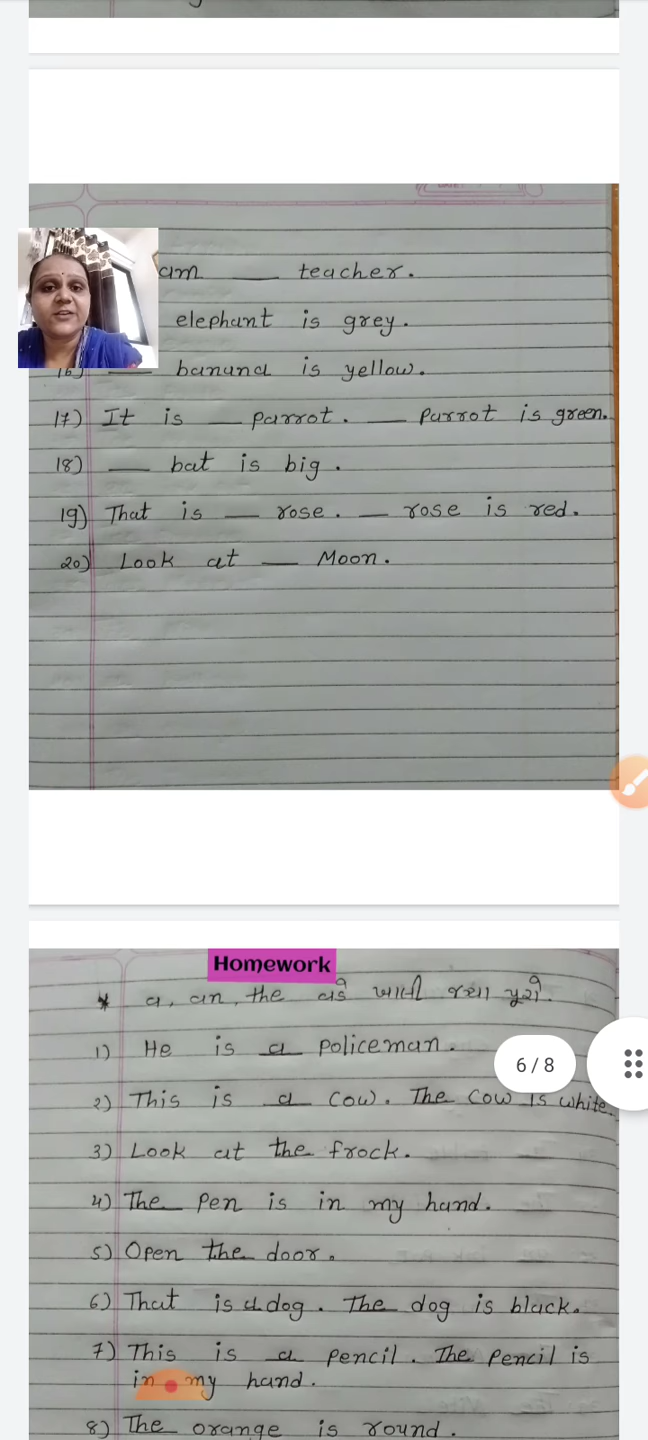 am ___ teacher.
elephant is grey.
16) ___ banana is yellow.
17) It is ___ parrot. ___ Parrot is green.
18) ___ bat is big.
19) That is ___ rose. ___ rose is red.
20) Look at ___ Moon.
Homework
* a, an, the વડે ખાલી જગ્યા પૂરો.
1) He is a policeman.
2) This is a cow. The cow is white.
6/8
3) Look at the frock.
4) The pen is in my hand.
5) Open the door.
6) That is a dog. The dog is black.
7) This is a pencil. The pencil is
in my hand.
8) The orange is round.